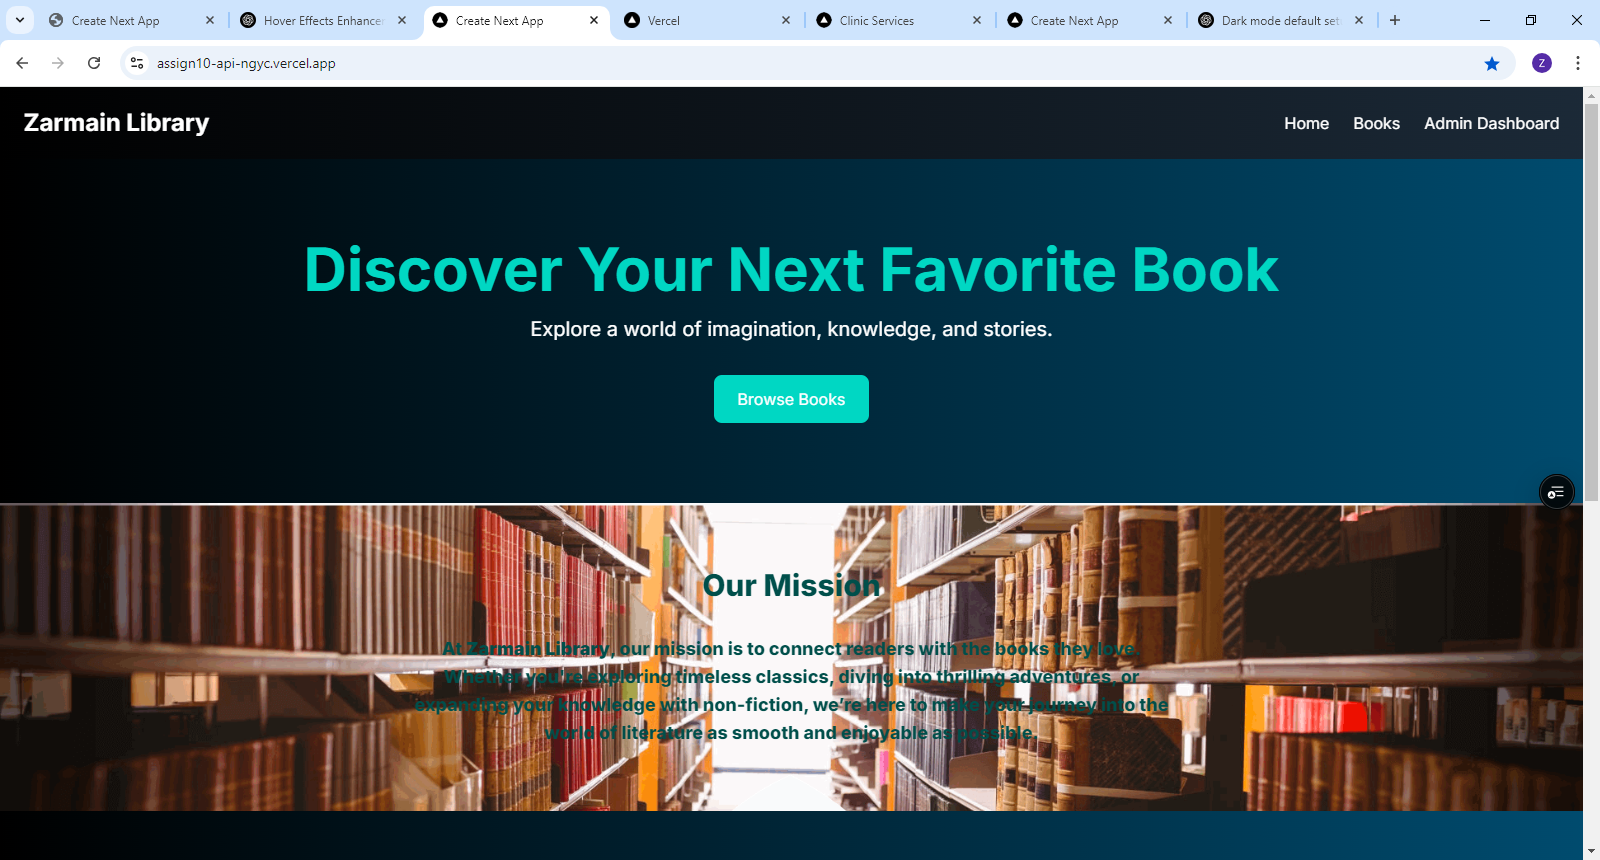 Create Next App
Hover Effects Enhance
Create Next App
Vercel
Clinic Services
Create Next App
Dark mode default set
assign10-api-ngyc.vercel.app
Z
Zarmain Library
Home
Books
Admin Dashboard
Discover Your Next Favorite Book
Explore a world of imagination, knowledge, and stories.
Browse Books
Our Mission
At Zarmain Library, our mission is to connect readers with the books they love.
Whether you're exploring timeless classics, diving into thrilling adventures, or
expanding your knowledge with non-fiction, we're here to make your journey into the
world of literature as smooth and enjoyable as possible.